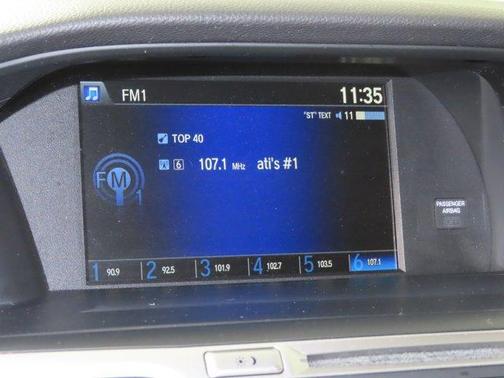 FM1 11:35
"ST" TEXT 11
TOP 40
6 107.1 MHz ati's #1
FM 1
1 90.9 2 92.5 3 101.9 4 102.7 5 103.5 6 107.1
PASSENGER
AIRBAG